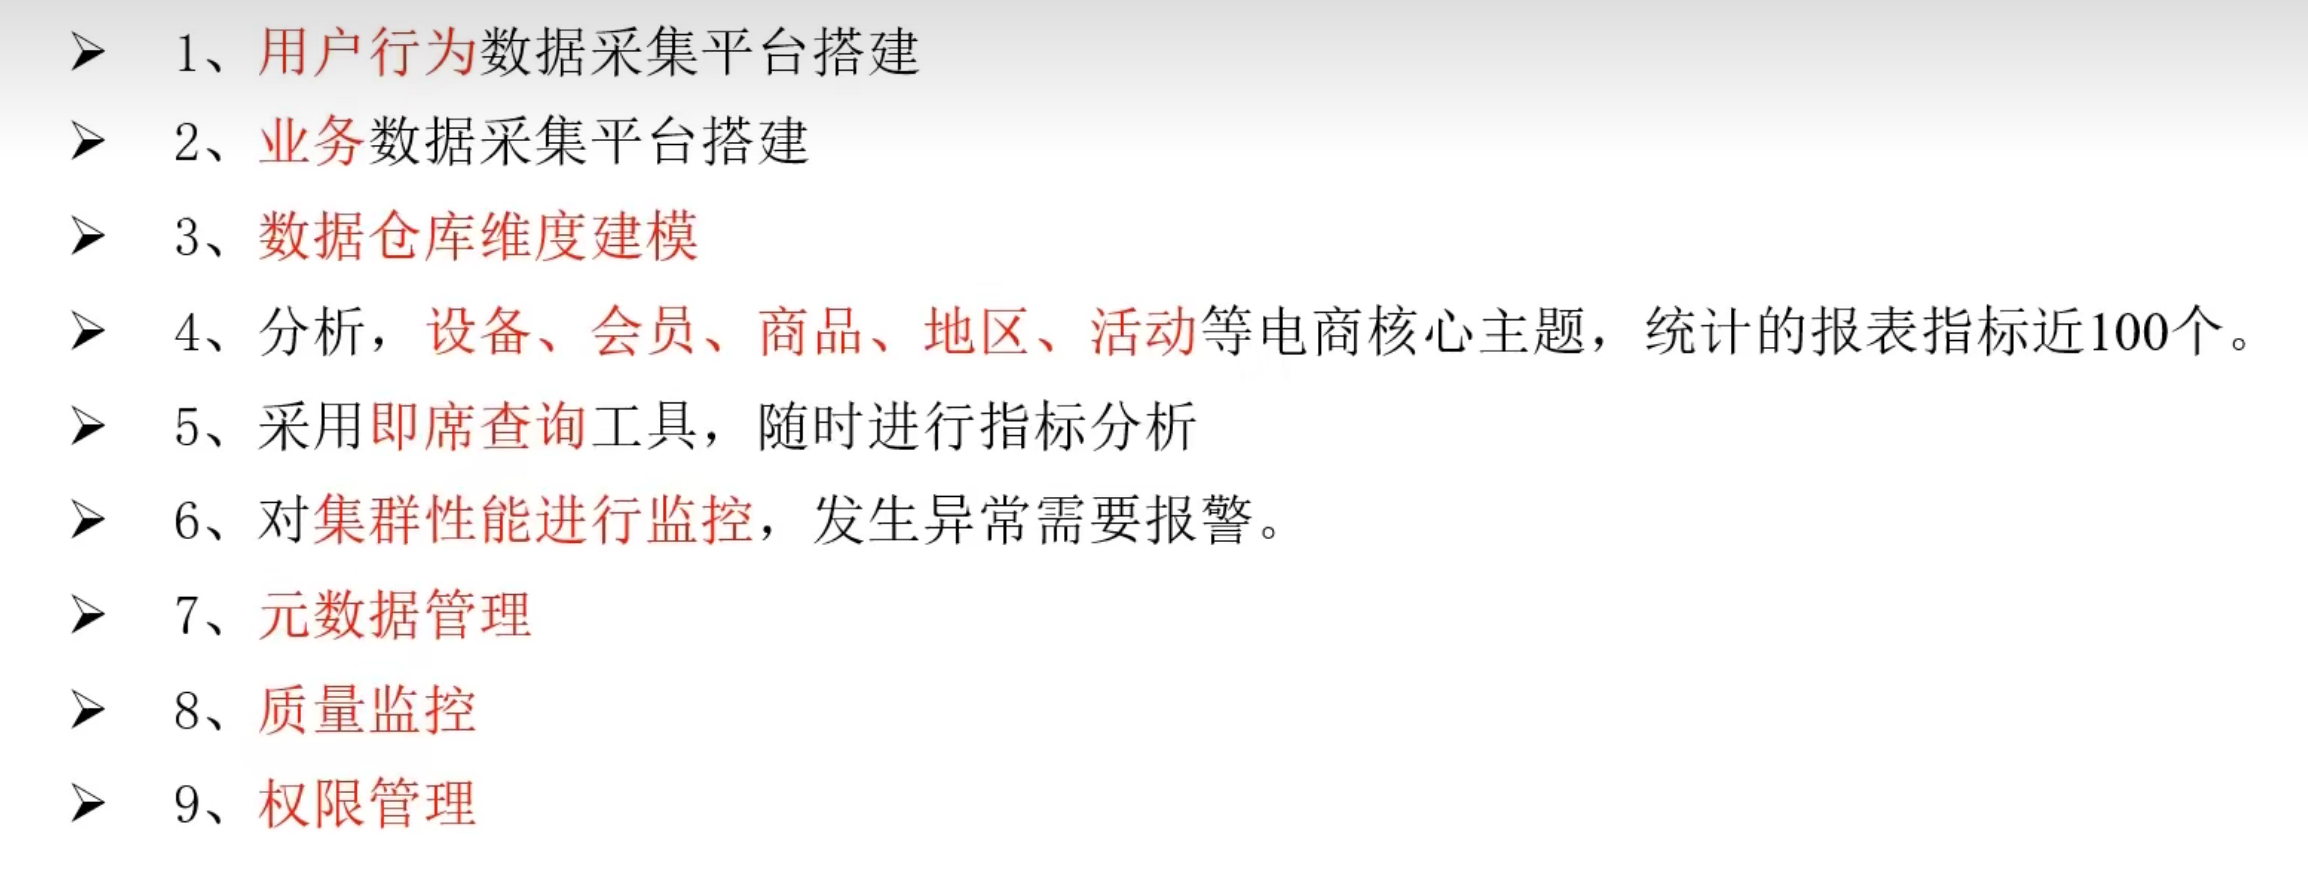 ➢ 1、用户行为数据采集平台搭建
➢ 2、业务数据采集平台搭建
➢ 3、数据仓库维度建模
➢ 4、分析，设备、会员、商品、地区、活动等电商核心主题，统计的报表指标近100个。
➢ 5、采用即席查询工具，随时进行指标分析
➢ 6、对集群性能进行监控，发生异常需要报警。
➢ 7、元数据管理
➢ 8、质量监控
➢ 9、权限管理